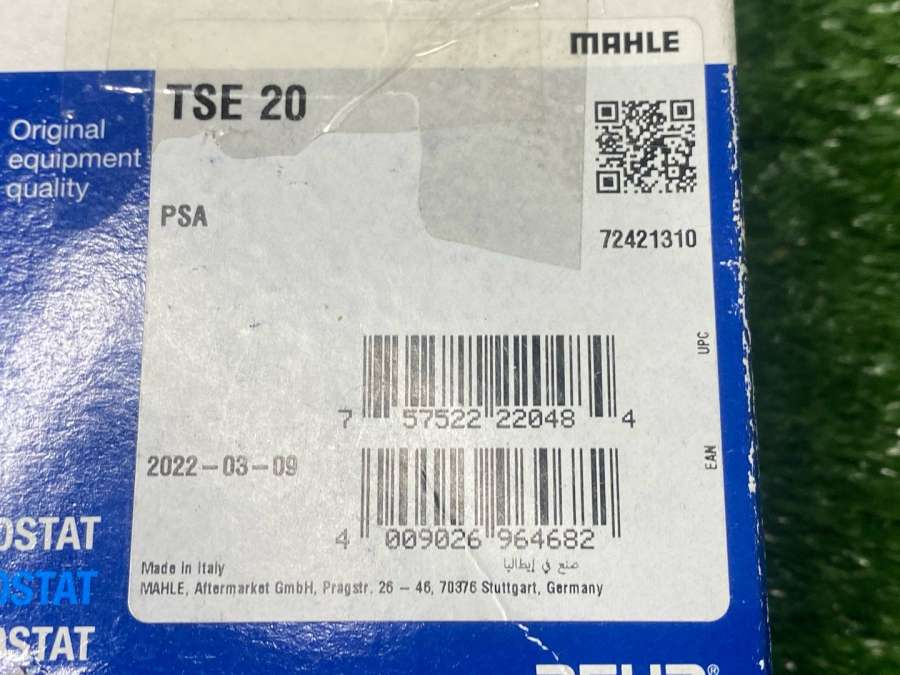 MAHLE
TSE 20
Original
equipment
quality
PSA
72421310
UPC
7 57522 22048 4
EAN
2022-03-09
4 009026 964682
OSTAT
OSTAT
OSTAT
Made in Italy
صنع في إيطاليا
MAHLE, Aftermarket GmbH, Pragstr. 26 – 46, 70376 Stuttgart, Germany
BEHR®